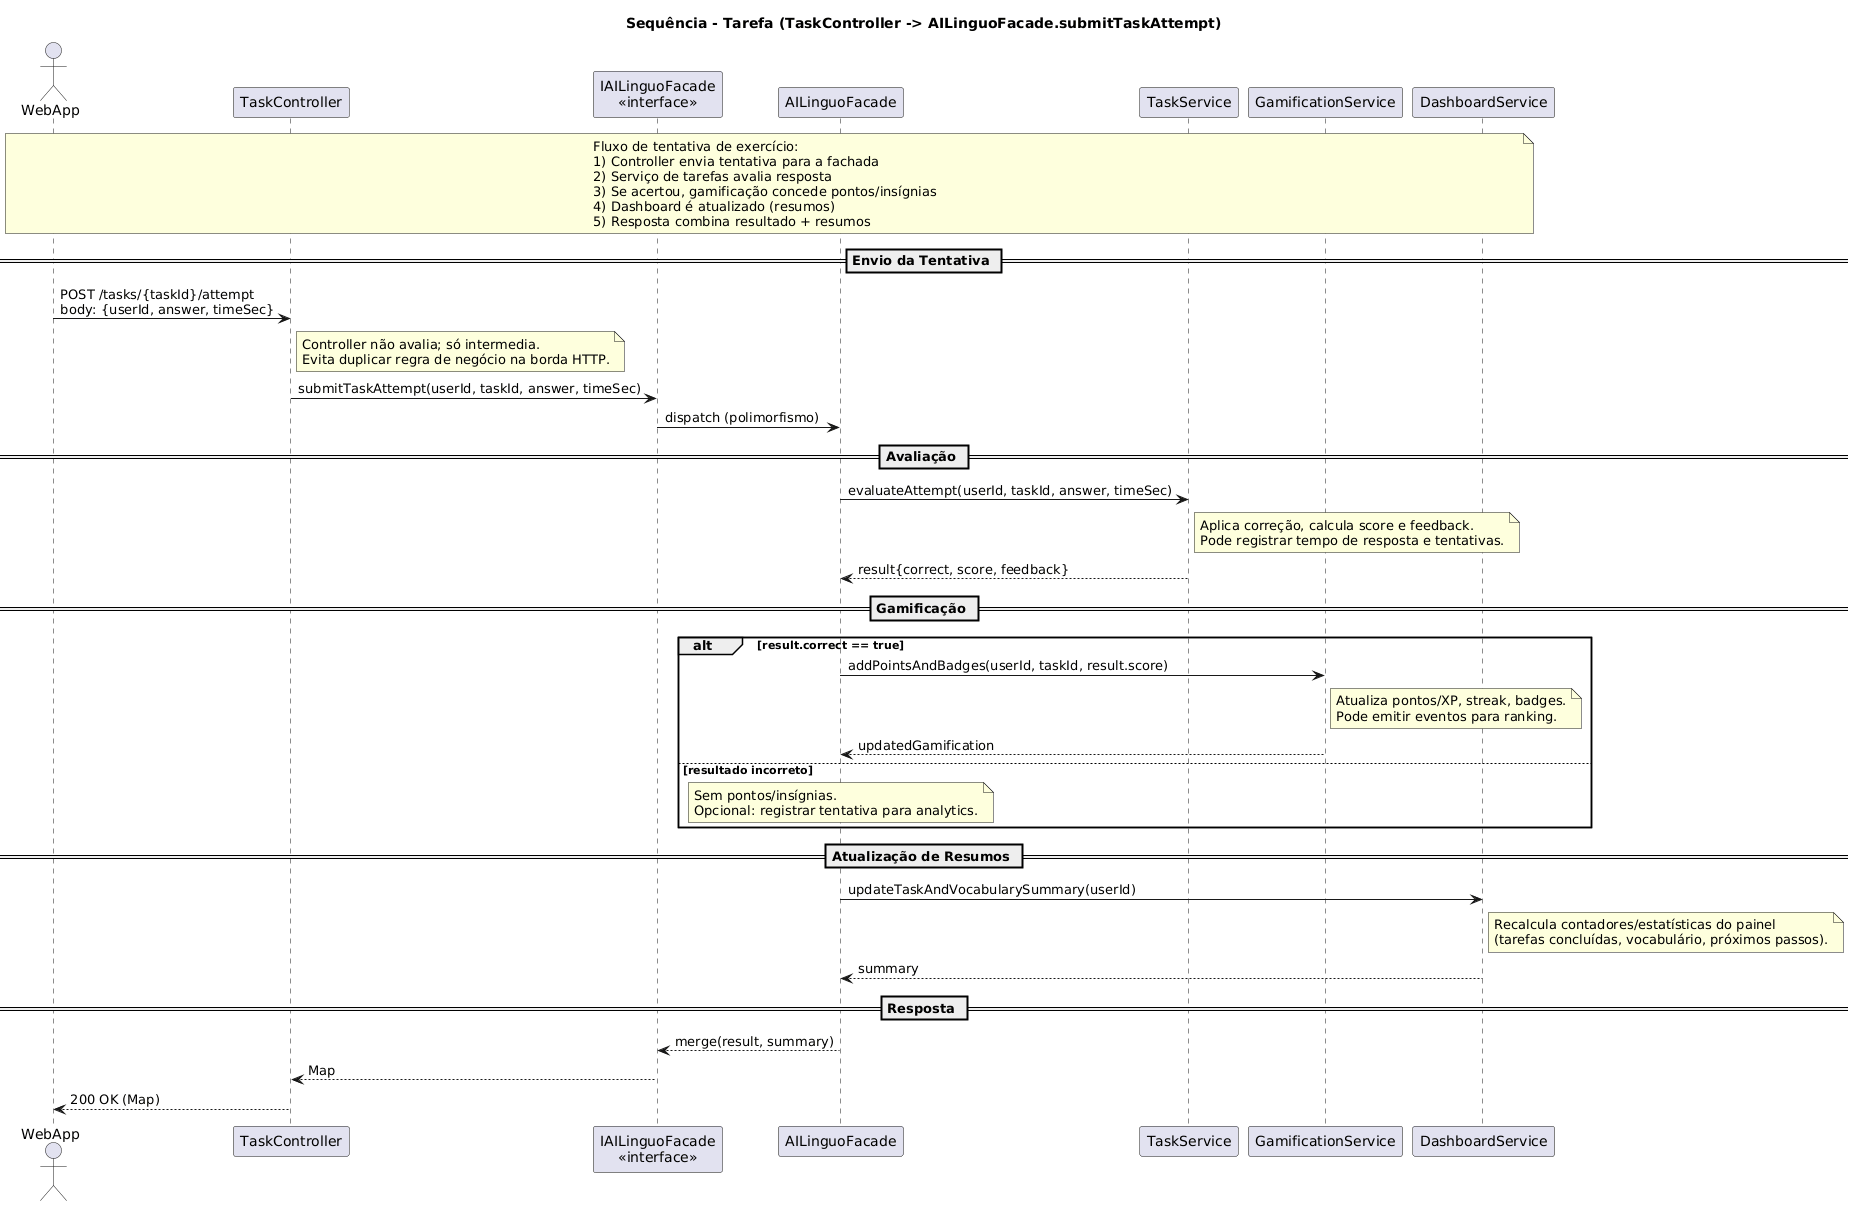 Sequência - Tarefa (TaskController -> AILinguoFacade.submitTaskAttempt)
WebApp
TaskController
IAILinguoFacade
«interface»
AILinguoFacade
TaskService
GamificationService
DashboardService
Fluxo de tentativa de exercício:
1) Controller envia tentativa para a fachada
2) Serviço de tarefas avalia resposta
3) Se acertou, gamificação concede pontos/insígnias
4) Dashboard é atualizado (resumos)
5) Resposta combina resultado + resumos
Envio da Tentativa
POST /tasks/{taskId}/attempt
body: {userId, answer, timeSec}
Controller não avalia; só intermedia.
Evita duplicar regra de negócio na borda HTTP.
submitTaskAttempt(userId, taskId, answer, timeSec)
dispatch (polimorfismo)
Avaliação
evaluateAttempt(userId, taskId, answer, timeSec)
Aplica correção, calcula score e feedback.
Pode registrar tempo de resposta e tentativas.
result{correct, score, feedback}
Gamificação
alt
[result.correct == true]
addPointsAndBadges(userId, taskId, result.score)
Atualiza pontos/XP, streak, badges.
Pode emitir eventos para ranking.
updatedGamification
[resultado incorreto]
Sem pontos/insígnias.
Opcional: registrar tentativa para analytics.
Atualização de Resumos
updateTaskAndVocabularySummary(userId)
Recalcula contadores/estatísticas do painel
(tarefas concluídas, vocabulário, próximos passos).
summary
Resposta
merge(result, summary)
Map
200 OK (Map)
WebApp
TaskController
IAILinguoFacade
«interface»
AILinguoFacade
TaskService
GamificationService
DashboardService